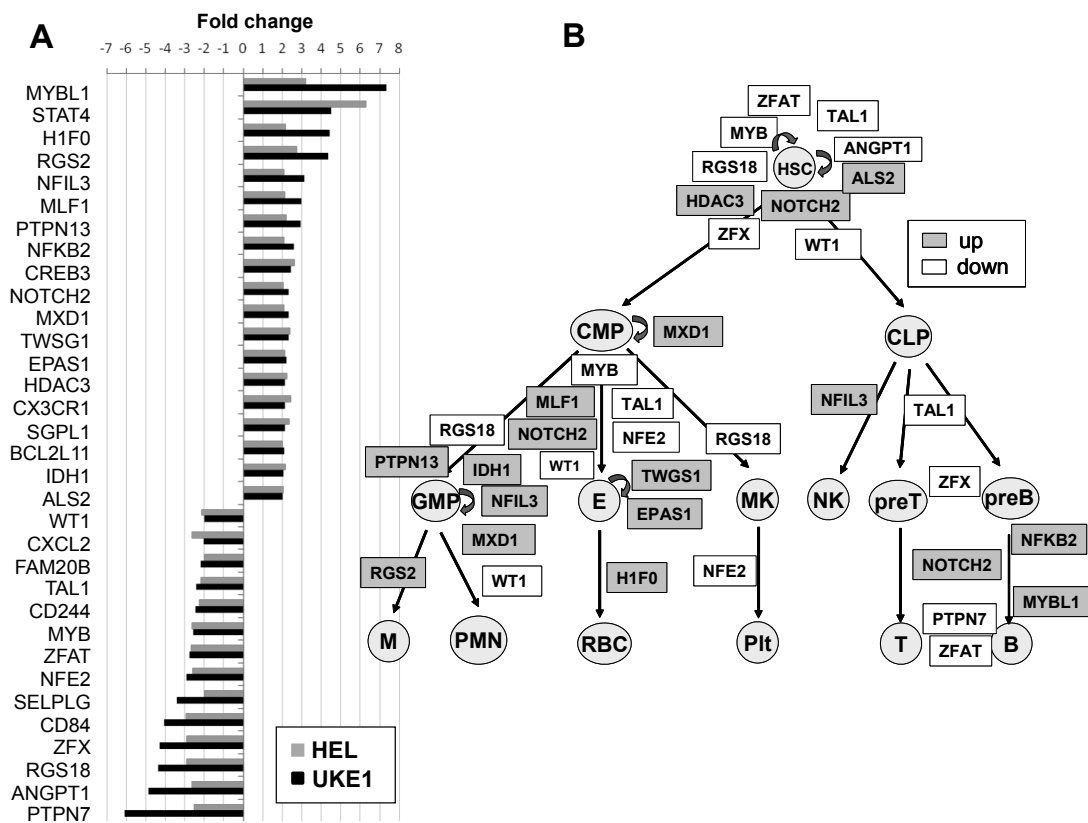 A
Fold change
-7 -6 -5 -4 -3 -2 -1 0 1 2 3 4 5 6 7 8
MYBL1
STAT4
H1F0
RGS2
NFIL3
MLF1
PTPN13
NFKB2
CREB3
NOTCH2
MXD1
TWSG1
EPAS1
HDAC3
CX3CR1
SGPL1
BCL2L11
IDH1
ALS2
WT1
CXCL2
FAM20B
TAL1
CD244
MYB
ZFAT
NFE2
SELPLG
CD84
ZFX
RGS18
ANGPT1
PTPN7
HEL
UKE1
B
ZFAT
TAL1
MYB
ANGPT1
RGS18
HSC
ALS2
HDAC3
NOTCH2
ZFX
WT1
up
down
CMP
MXD1
CLP
MYB
MLF1
TAL1
NFIL3
TAL1
RGS18
NOTCH2
NFE2
RGS18
PTPN13
IDH1
WT1
TWGS1
ZFX
GMP
NFIL3
E
EPAS1
MK
NK
preT
preB
MXD1
NFKB2
RGS2
WT1
H1F0
NFE2
NOTCH2
MYBL1
PTPN7
M
PMN
RBC
Plt
T
ZFAT
B